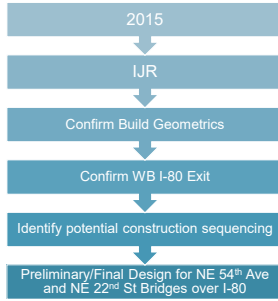 2015
IJR
Confirm Build Geometrics
Confirm WB I-80 Exit
Identify potential construction sequencing
Preliminary/Final Design for NE 54th Ave
and NE 22nd St Bridges over I-80